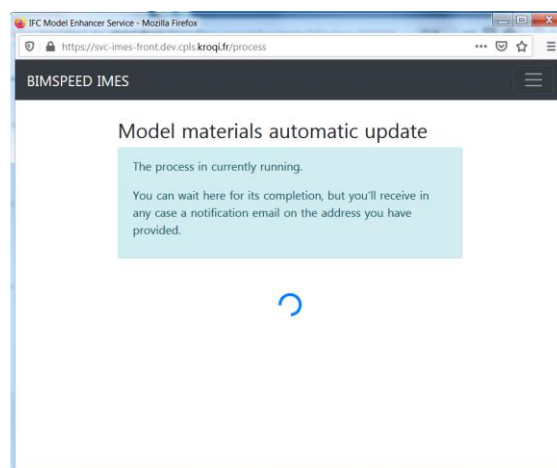 IFC Model Enhancer Service - Mozilla Firefox
https://svc-imes-front.dev.cpls.kroqi.fr/process
BIMSPEED IMES
Model materials automatic update
The process in currently running.
You can wait here for its completion, but you'll receive in
any case a notification email on the address you have
provided.